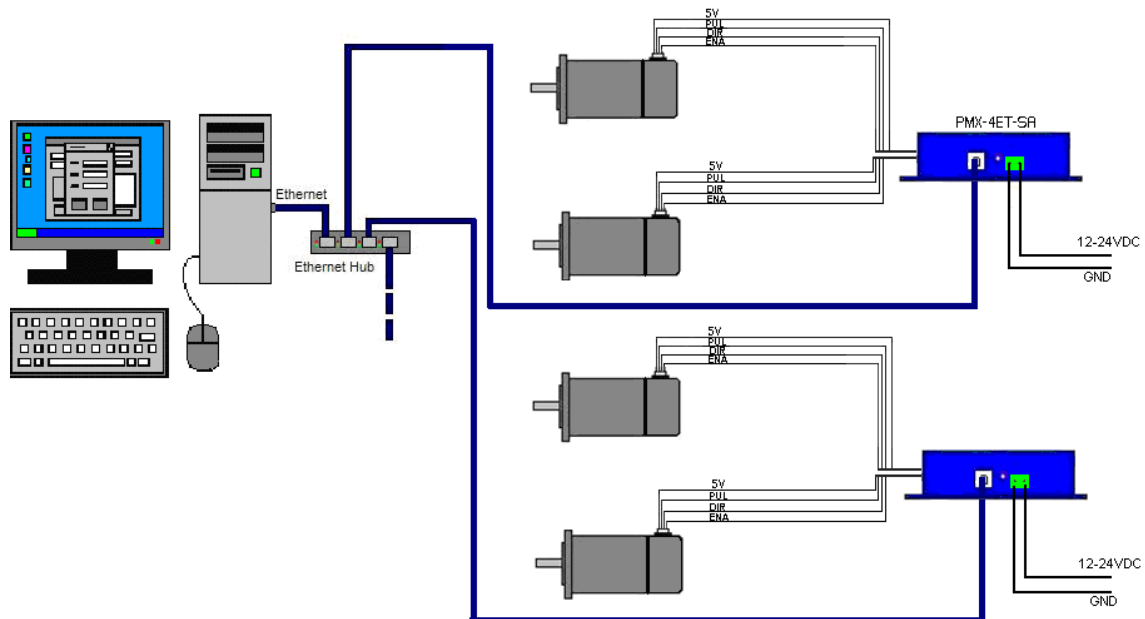 5V
PUL
DIR
ENA
PMX-4ET-SA
Ethernet
5V
PUL
DIR
ENA
12-24VDC
Ethernet Hub
GND
5V
PUL
DIR
ENA
5V
PUL
DIR
ENA
12-24VDC
GND